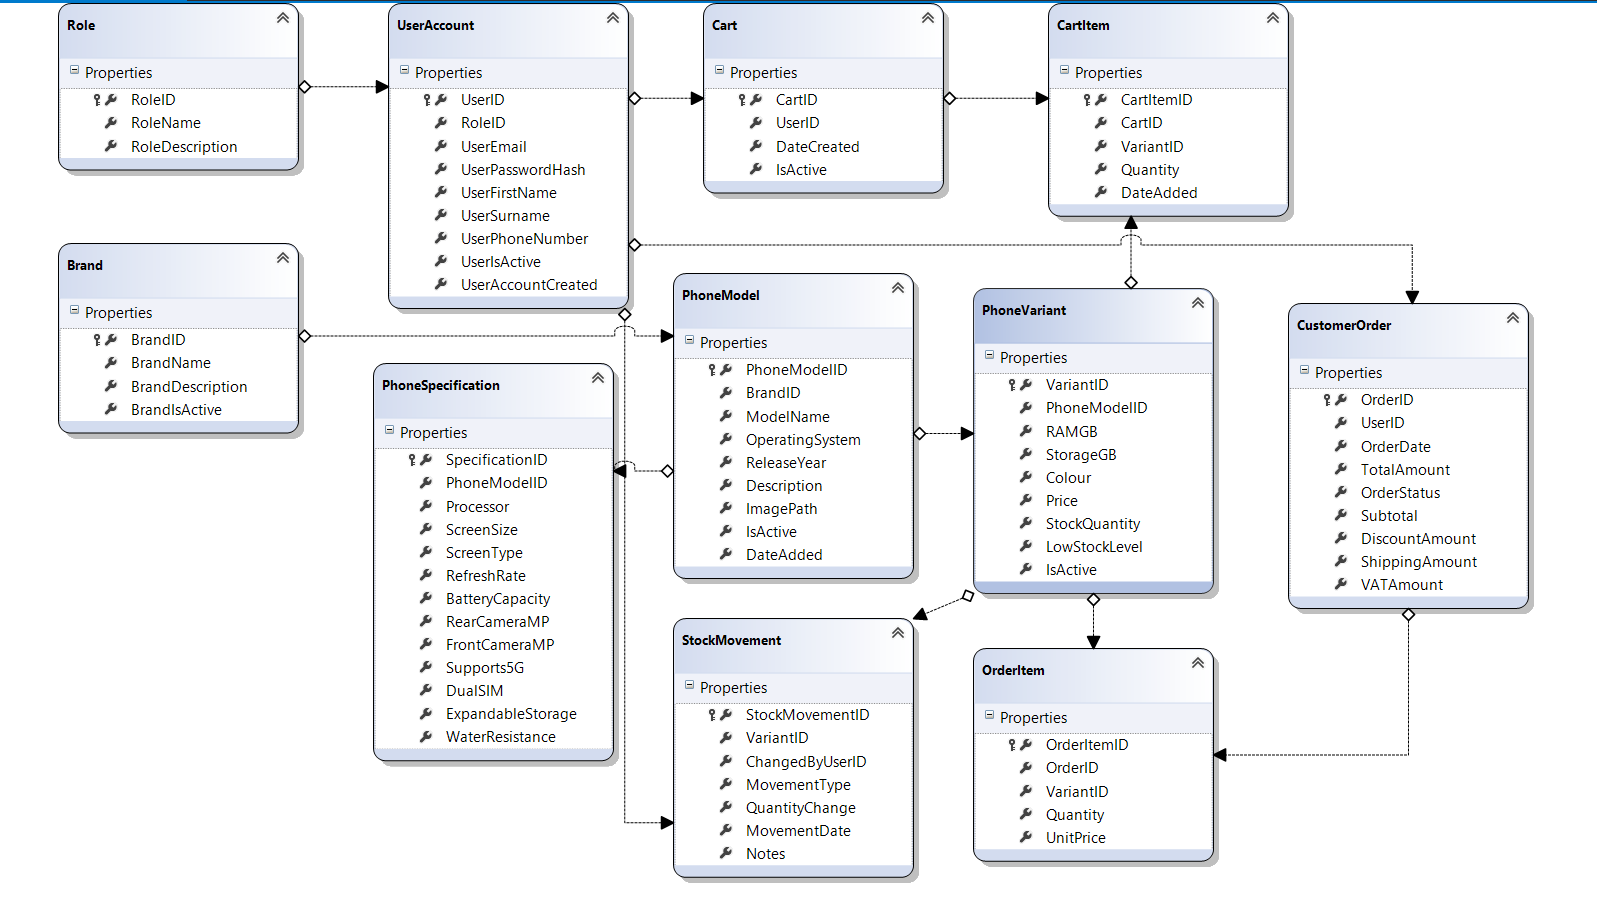 Role
Properties
RoleID
RoleName
RoleDescription
UserAccount
Properties
UserID
RoleID
UserEmail
UserPasswordHash
UserFirstName
UserSurname
UserPhoneNumber
UserIsActive
UserAccountCreated
Cart
Properties
CartID
UserID
DateCreated
IsActive
CartItem
Properties
CartItemID
CartID
VariantID
Quantity
DateAdded
Brand
Properties
BrandID
BrandName
BrandDescription
BrandIsActive
PhoneSpecification
Properties
SpecificationID
PhoneModelID
Processor
ScreenSize
ScreenType
RefreshRate
BatteryCapacity
RearCameraMP
FrontCameraMP
Supports5G
DualSIM
ExpandableStorage
WaterResistance
PhoneModel
Properties
PhoneModelID
BrandID
ModelName
OperatingSystem
ReleaseYear
Description
ImagePath
IsActive
DateAdded
PhoneVariant
Properties
VariantID
PhoneModelID
RAMGB
StorageGB
Colour
Price
StockQuantity
LowStockLevel
IsActive
CustomerOrder
Properties
OrderID
UserID
OrderDate
TotalAmount
OrderStatus
Subtotal
DiscountAmount
ShippingAmount
VATAmount
StockMovement
Properties
StockMovementID
VariantID
ChangedByUserID
MovementType
QuantityChange
MovementDate
Notes
OrderItem
Properties
OrderItemID
OrderID
VariantID
Quantity
UnitPrice